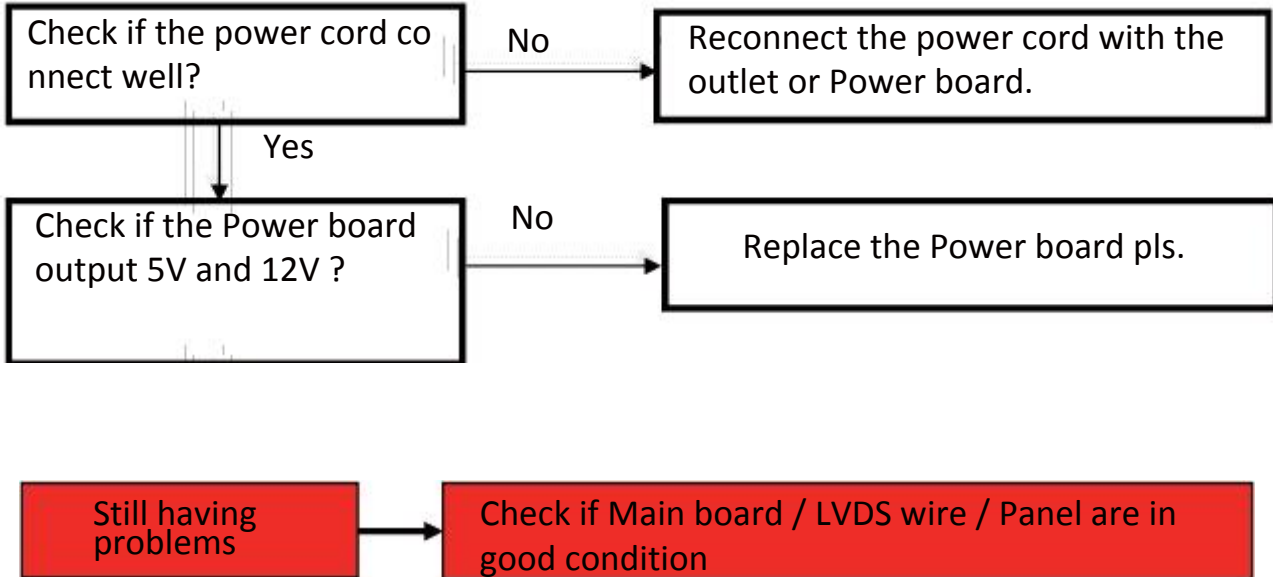 Check if the power cord co
nnect well?
No
Reconnect the power cord with the
outlet or Power board.
Yes
Check if the Power board
output 5V and 12V ?
No
Replace the Power board pls.
Still having
problems
Check if Main board / LVDS wire / Panel are in
good condition